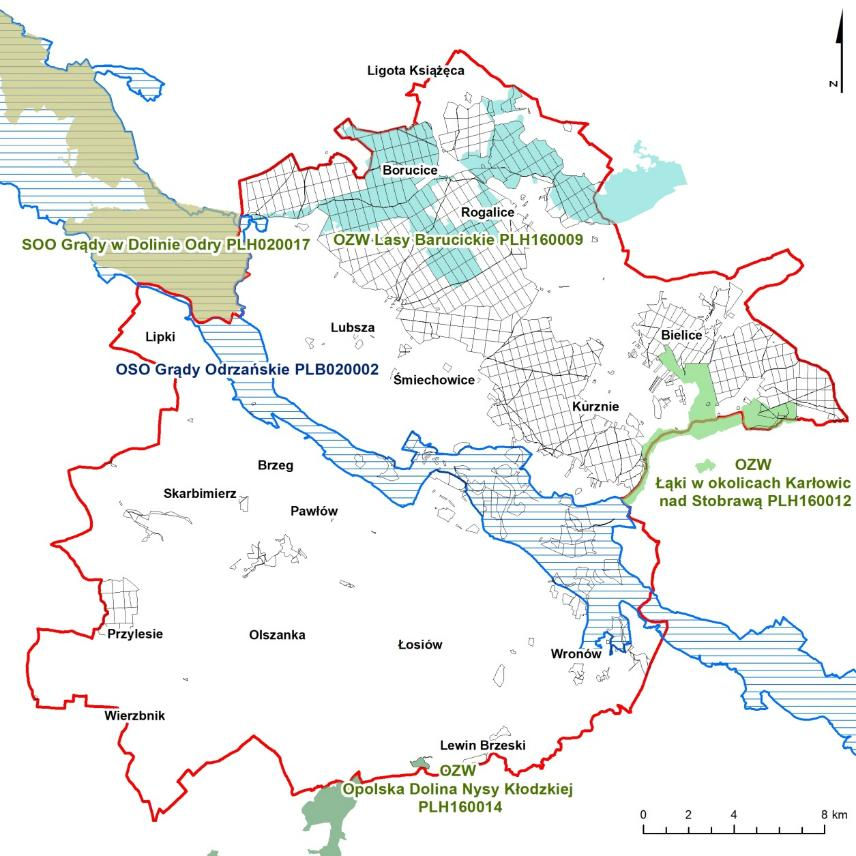 Ligota Książęca
N
Borucice
Rogalice
SOO Grądy w Dolinie Odry PLH020017
OZW Lasy Barucickie PLH160009
Lipki
Lubsza
Bielice
OSO Grądy Odrzańskie PLB020002
Śmiechowice
Kurznie
Brzeg
OZW
Łąki w okolicach Karłowic
nad Stobrawą PLH160012
Skarbimierz
Pawłów
Przylesie
Olszanka
Łosiów
Wronów
Wierzbnik
Lewin Brzeski
OZW
Opolska Dolina Nysy Kłodzkiej
PLH160014
0 2 4 8 km